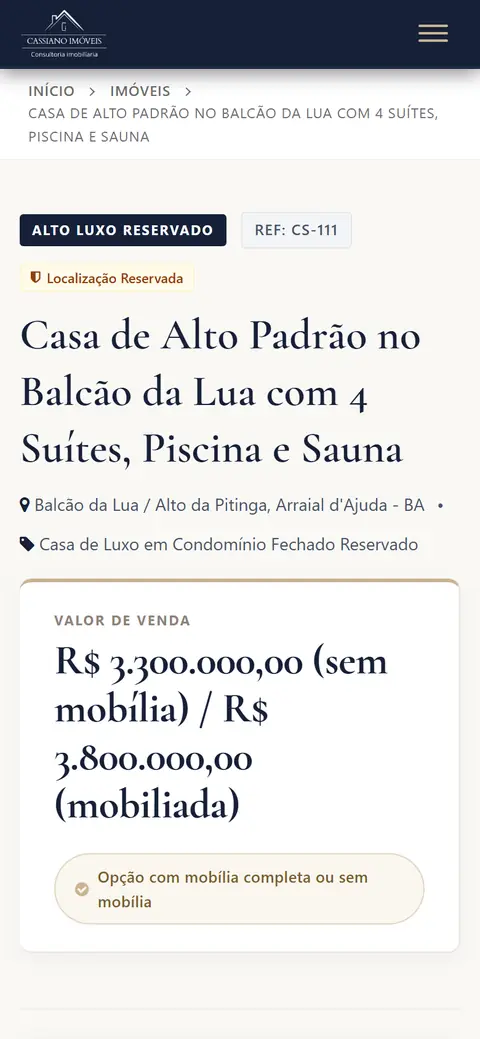 CASSIANO IMÓVEIS
Consultoria Imobiliária
INÍCIO > IMÓVEIS >
CASA DE ALTO PADRÃO NO BALCÃO DA LUA COM 4 SUÍTES,
PISCINA E SAUNA
ALTO LUXO RESERVADO
REF: CS-111
Localização Reservada
Casa de Alto Padrão no
Balcão da Lua com 4
Suítes, Piscina e Sauna
Balcão da Lua / Alto da Pitinga, Arraial d'Ajuda - BA •
Casa de Luxo em Condomínio Fechado Reservado
VALOR DE VENDA
R$ 3.300.000,00 (sem
mobília) / R$
3.800.000,00
(mobiliada)
Opção com mobília completa ou sem
mobília